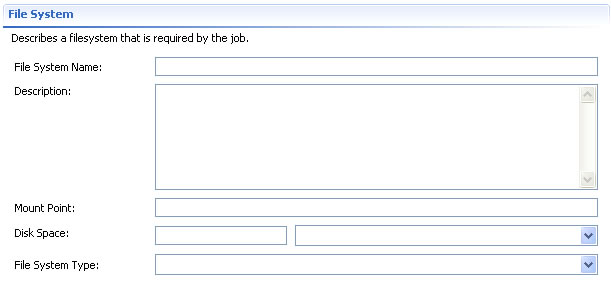 File System
Describes a filesystem that is required by the job.
File System Name:
Description:
Mount Point:
Disk Space:
File System Type: